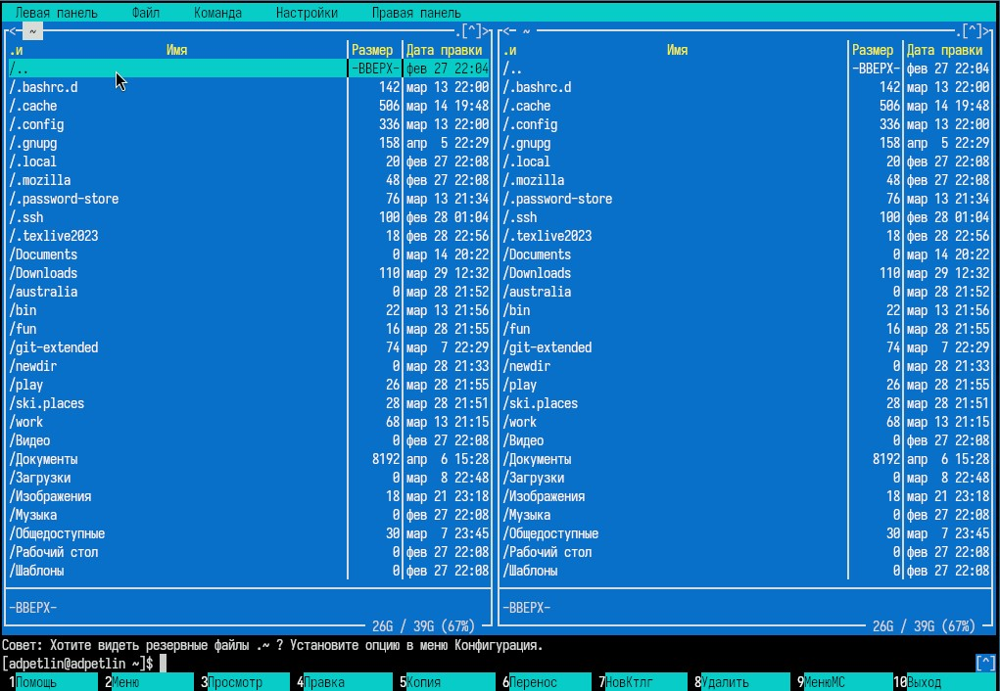 Левая панель Файл Команда Настройки Правая панель
<- ~ .[^]> <- ~ .[^]>
.и Имя Размер Дата правки .и Имя Размер Дата правки
/.. -ВВЕРХ- фев 27 22:04 /.. -ВВЕРХ- фев 27 22:04
/.bashrc.d 142 мар 13 22:00 /.bashrc.d 142 мар 13 22:00
/.cache 506 мар 14 19:48 /.cache 506 мар 14 19:48
/.config 336 мар 13 22:00 /.config 336 мар 13 22:00
/.gnupg 158 апр 5 22:29 /.gnupg 158 апр 5 22:29
/.local 20 фев 27 22:08 /.local 20 фев 27 22:08
/.mozilla 48 фев 27 22:08 /.mozilla 48 фев 27 22:08
/.password-store 76 мар 13 21:34 /.password-store 76 мар 13 21:34
/.ssh 100 фев 28 01:04 /.ssh 100 фев 28 01:04
/.texlive2023 18 фев 28 22:56 /.texlive2023 18 фев 28 22:56
/Documents 0 мар 14 20:22 /Documents 0 мар 14 20:22
/Downloads 110 мар 29 12:32 /Downloads 110 мар 29 12:32
/australia 0 мар 28 21:52 /australia 0 мар 28 21:52
/bin 22 мар 13 21:56 /bin 22 мар 13 21:56
/fun 16 мар 28 21:55 /fun 16 мар 28 21:55
/git-extended 74 мар 7 22:29 /git-extended 74 мар 7 22:29
/newdir 0 мар 28 21:33 /newdir 0 мар 28 21:33
/play 26 мар 28 21:55 /play 26 мар 28 21:55
/ski.places 28 мар 28 21:51 /ski.places 28 мар 28 21:51
/work 68 мар 13 21:15 /work 68 мар 13 21:15
/Видео 0 фев 27 22:08 /Видео 0 фев 27 22:08
/Документы 8192 апр 6 15:28 /Документы 8192 апр 6 15:28
/Загрузки 0 мар 8 22:48 /Загрузки 0 мар 8 22:48
/Изображения 18 мар 21 23:18 /Изображения 18 мар 21 23:18
/Музыка 0 фев 27 22:08 /Музыка 0 фев 27 22:08
/Общедоступные 30 мар 7 23:45 /Общедоступные 30 мар 7 23:45
/Рабочий стол 0 фев 27 22:08 /Рабочий стол 0 фев 27 22:08
/Шаблоны 0 фев 27 22:08 /Шаблоны 0 фев 27 22:08
-ВВЕРХ- -ВВЕРХ-
26G / 39G (67%) 26G / 39G (67%)
Совет: Хотите видеть резервные файлы .~ ? Установите опцию в меню Конфигурация.
[adpetlin@adpetlin ~]$ [^]
1Помощь 2Меню 3Просмотр 4Правка 5Копия 6Перенос 7НовКтлг 8Удалить 9МенюМС 10Выход